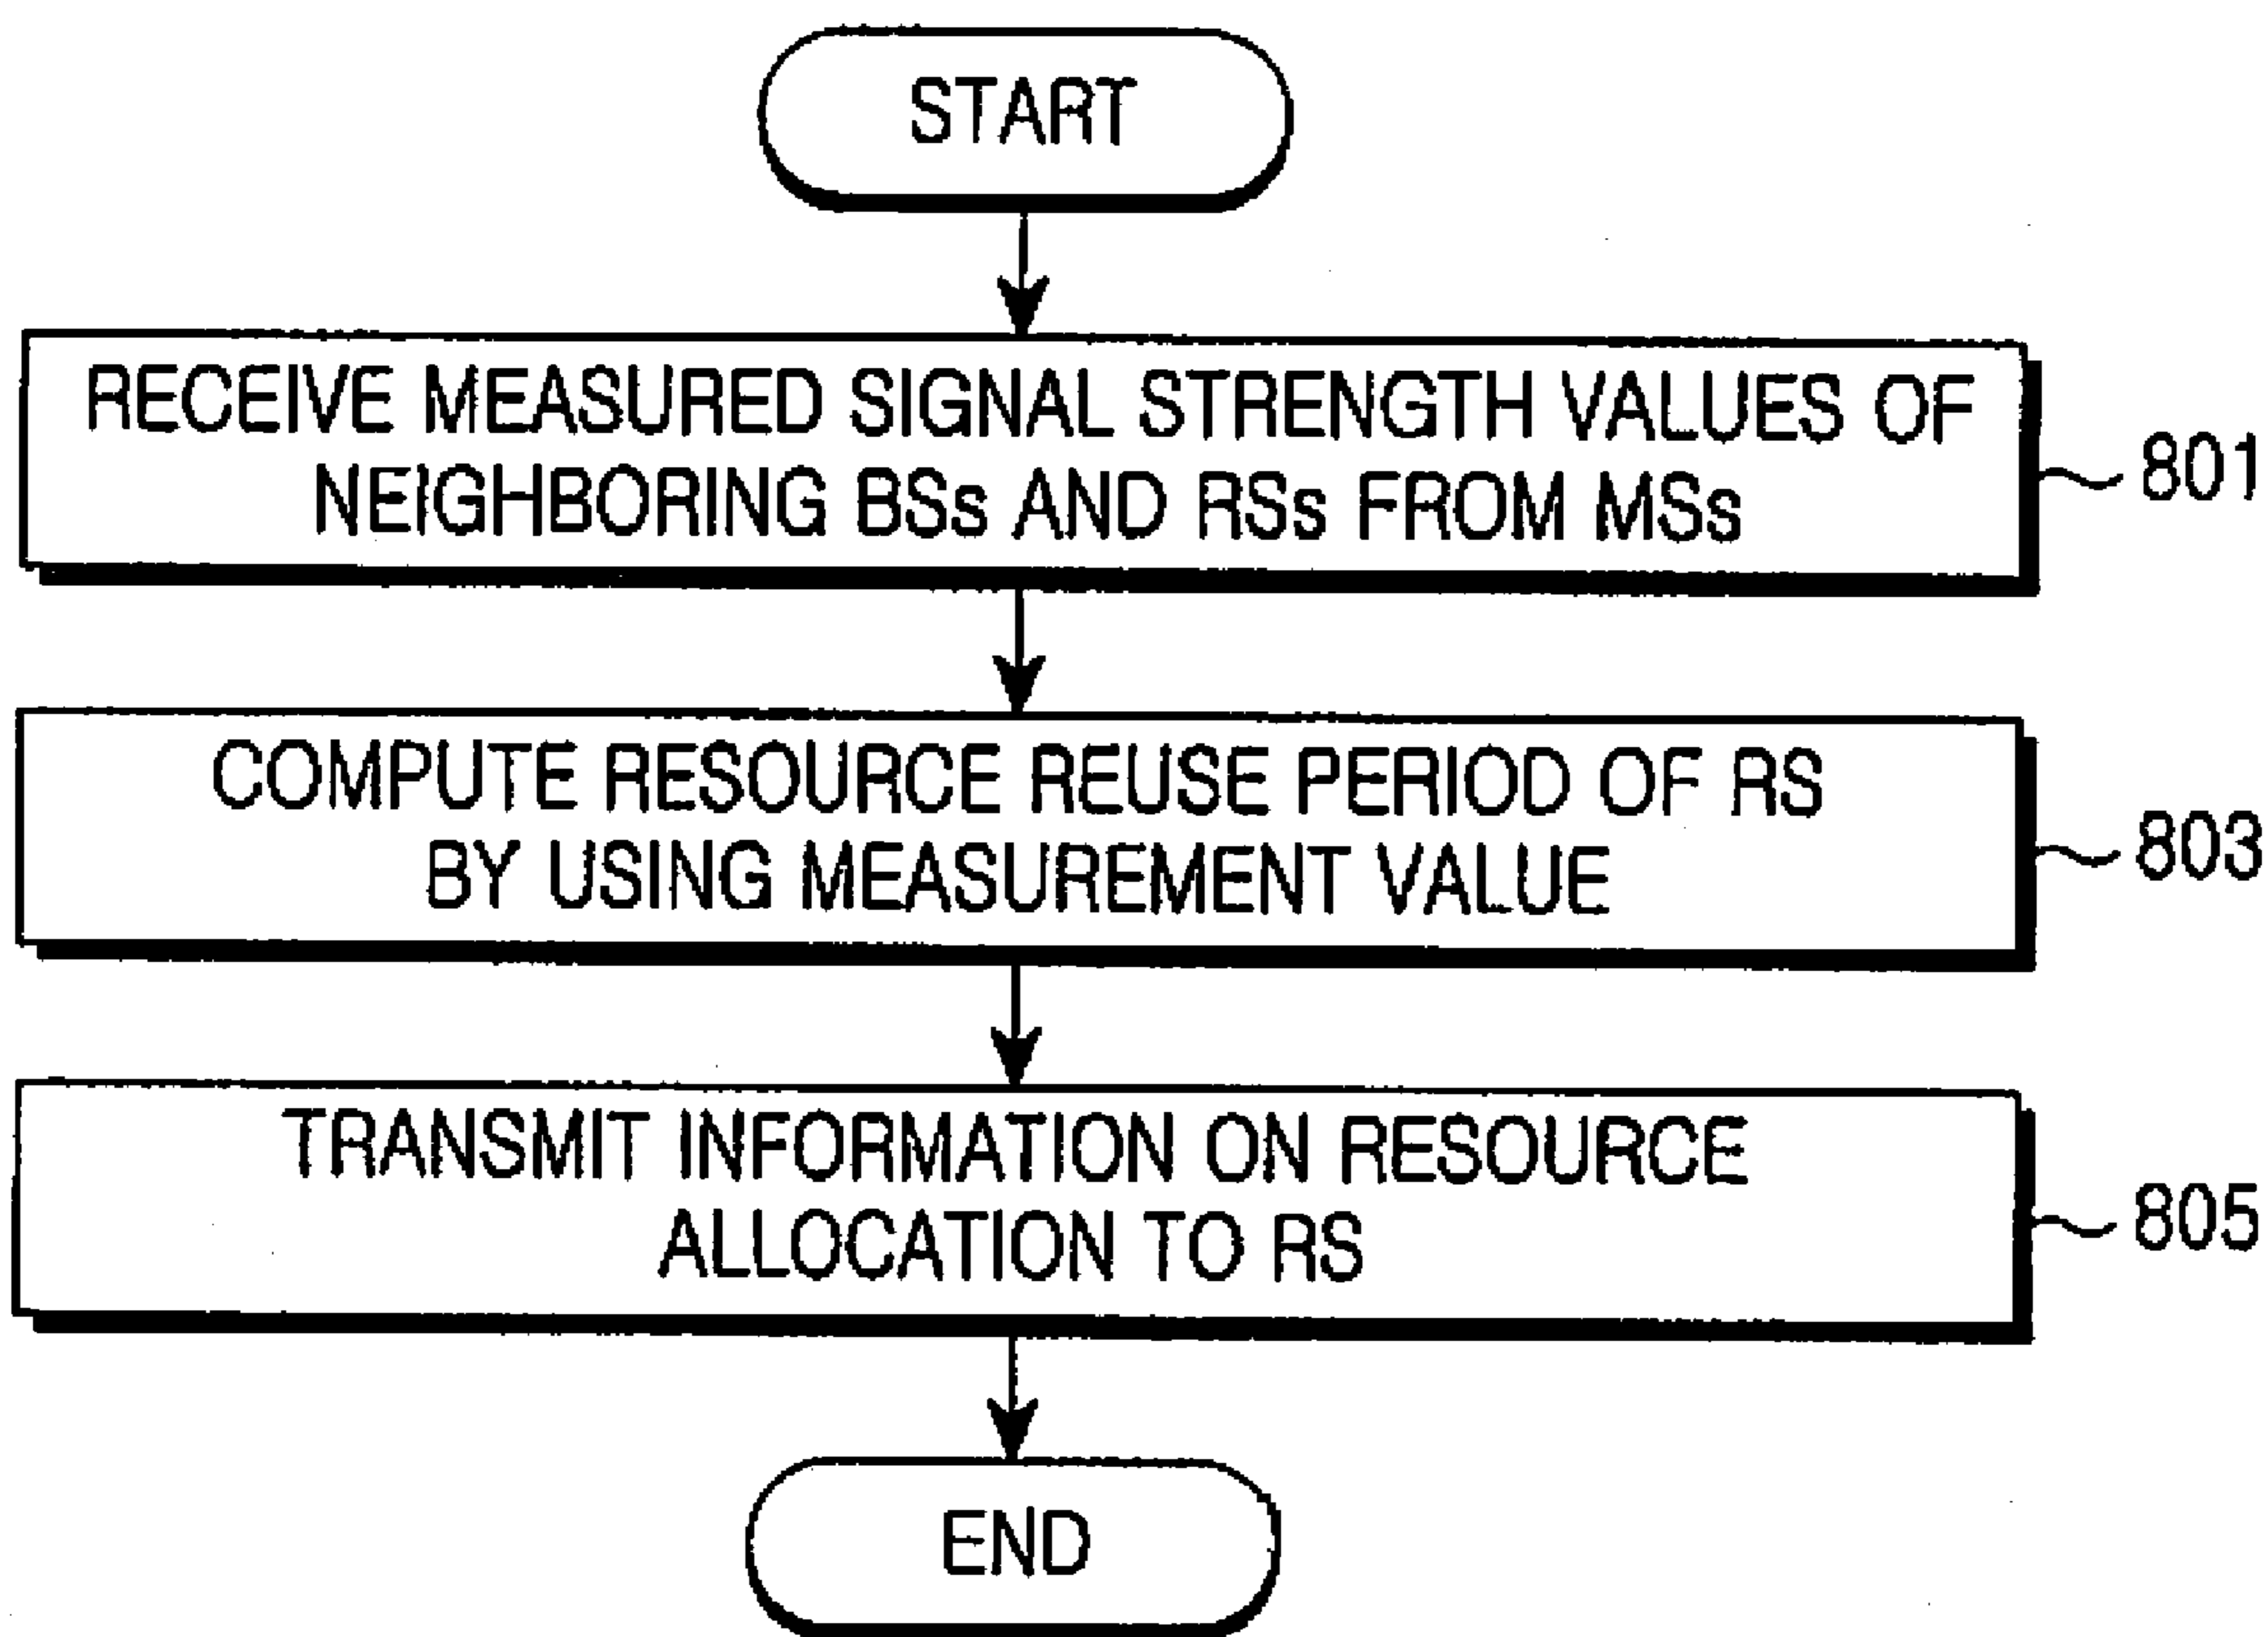 START
RECEIVE MEASURED SIGNAL STRENGTH VALUES OF
NEIGHBORING BSs AND RSs FROM MSs
801
COMPUTE RESOURCE REUSE PERIOD OF RS
BY USING MEASUREMENT VALUE
803
TRANSMIT INFORMATION ON RESOURCE
ALLOCATION TO RS
805
END